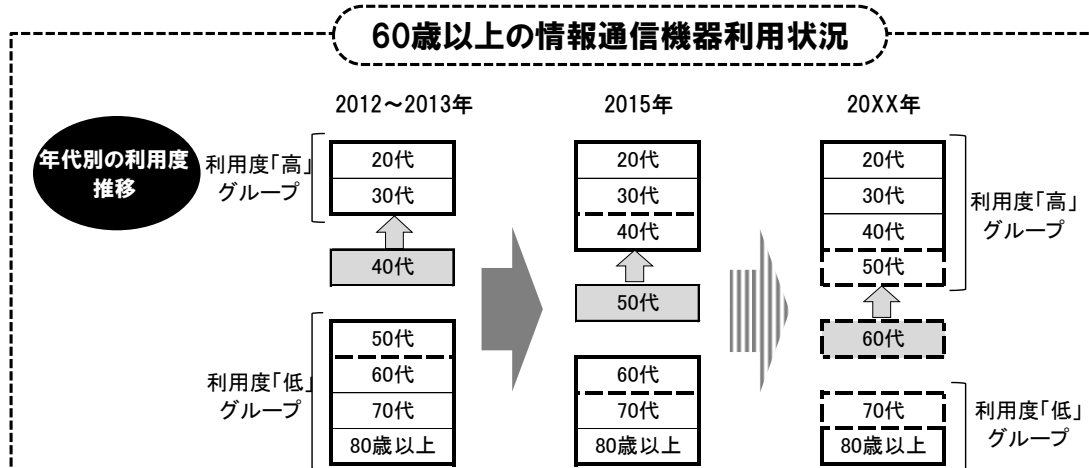 60歳以上の情報通信機器利用状況
年代別の利用度
推移
2012～2013年
利用度「高」
グループ
20代
30代
40代
利用度「低」
グループ
50代
60代
70代
80歳以上
2015年
20代
30代
40代
50代
60代
70代
80歳以上
20XX年
20代
30代
40代
50代
利用度「高」
グループ
60代
70代
80歳以上
利用度「低」
グループ